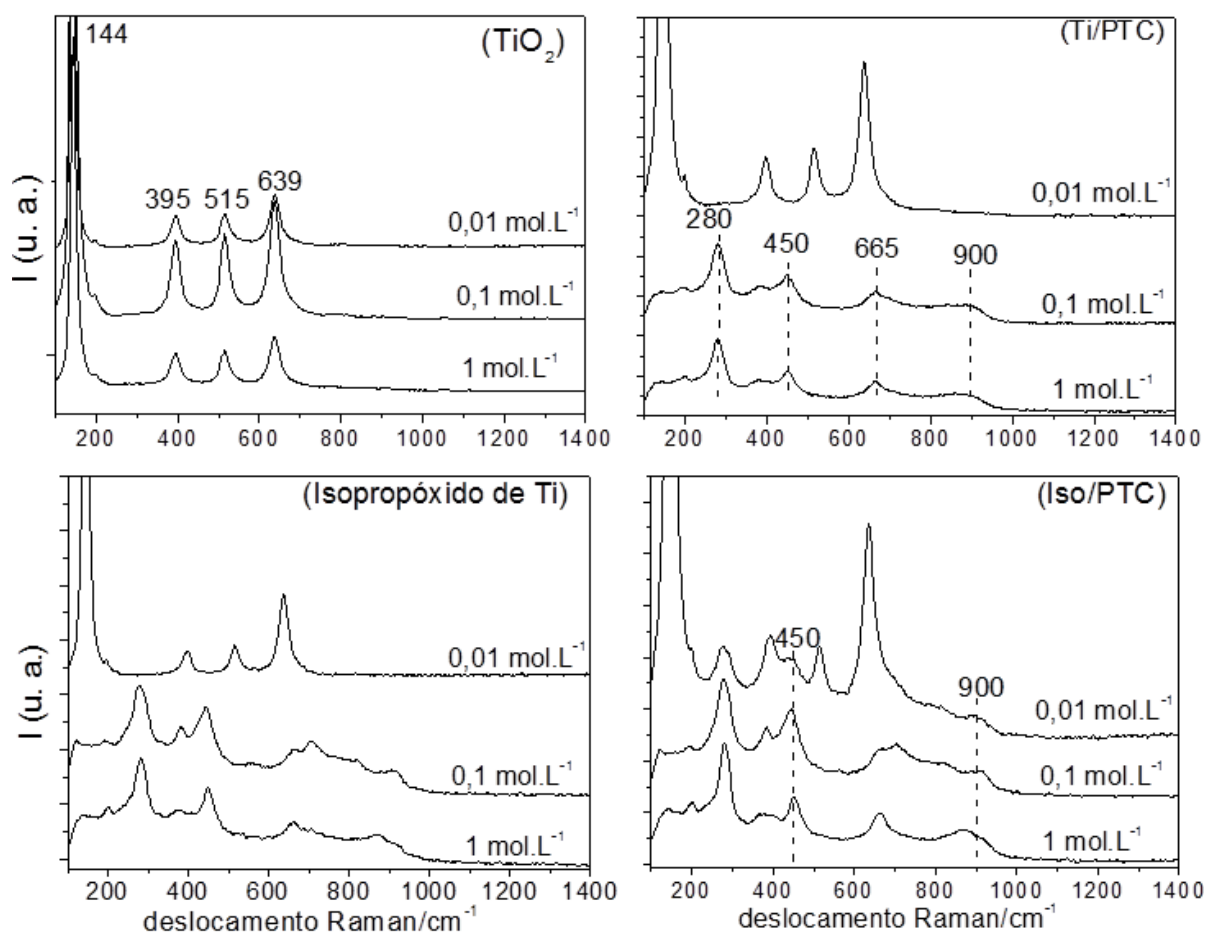 144
(TiO₂)
395 515 639
0,01 mol.L⁻¹
0,1 mol.L⁻¹
1 mol.L⁻¹
I (u. a.)
200 400 600 800 1000 1200 1400
(Ti/PTC)
0,01 mol.L⁻¹
280 450 665 900
0,1 mol.L⁻¹
1 mol.L⁻¹
200 400 600 800 1000 1200 1400
(Isopropóxido de Ti)
0,01 mol.L⁻¹
0,1 mol.L⁻¹
1 mol.L⁻¹
I (u. a.)
200 400 600 800 1000 1200 1400
deslocamento Raman/cm⁻¹
(Iso/PTC)
450
900
0,01 mol.L⁻¹
0,1 mol.L⁻¹
1 mol.L⁻¹
200 400 600 800 1000 1200 1400
deslocamento Raman/cm⁻¹